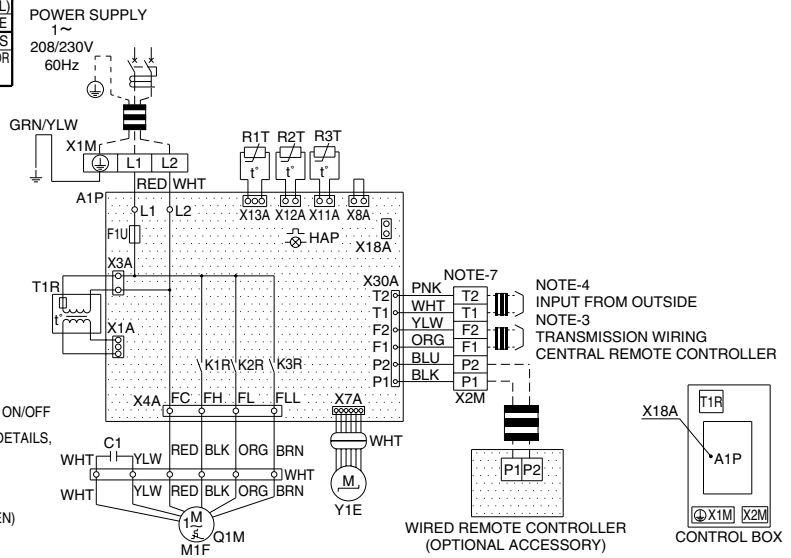 L)
E
S
OR
POWER SUPPLY
1~
208/230V
60Hz
GRN/YLW
X1M
L1 L2
RED WHT
A1P
L1 L2
F1U
X3A
T1R
t°
X1A
R1T R2T R3T
t° t° t°
X13A X12A X11A X8A
HAP
X18A
X30A
NOTE-7
T2 PNK T2
T1 WHT T1
F2 YLW F2
F1 ORG F1
P2 BLU P2
P1 BLK P1
X2M
NOTE-4
INPUT FROM OUTSIDE
NOTE-3
TRANSMISSION WIRING
CENTRAL REMOTE CONTROLLER
K1R K2R K3R
X4A FC FH FL FLL
X7A
WHT
M
Y1E
ON/OFF
DETAILS,
EN)
C1
WHT YLW RED BLK ORG BRN
WHT
WHT YLW RED BLK ORG BRN
1 M
~
Q1M
M1F
P1 P2
WIRED REMOTE CONTROLLER
(OPTIONAL ACCESSORY)
T1R
X18A
A1P
X1M X2M
CONTROL BOX